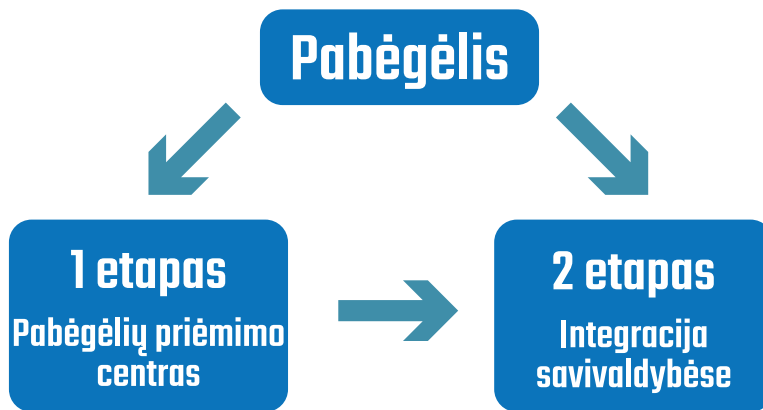 Pabėgėlis
1 etapas
Pabėgėlių priėmimo
centras
2 etapas
Integracija
savivaldybėse